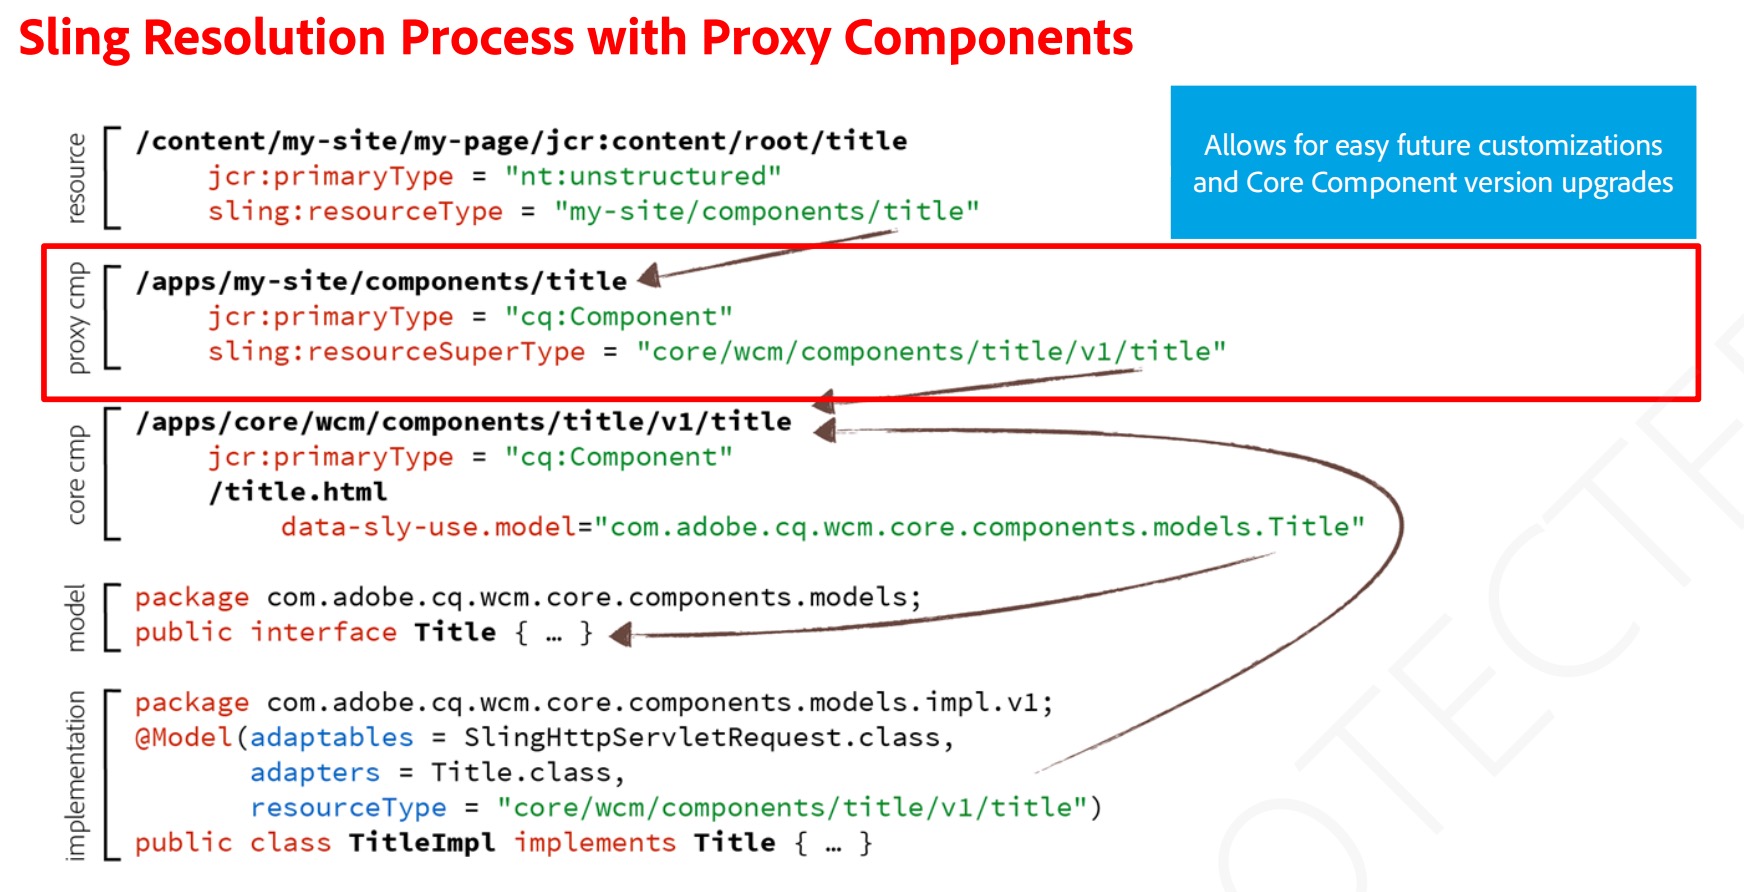 Sling Resolution Process with Proxy Components
Allows for easy future customizations
and Core Component version upgrades
resource
/content/my-site/my-page/jcr:content/root/title
jcr:primaryType = "nt:unstructured"
sling:resourceType = "my-site/components/title"
proxy cmp
/apps/my-site/components/title
jcr:primaryType = "cq:Component"
sling:resourceSuperType = "core/wcm/components/title/v1/title"
core cmp
/apps/core/wcm/components/title/v1/title
jcr:primaryType = "cq:Component"
/title.html
data-sly-use.model="com.adobe.cq.wcm.core.components.models.Title"
model
package com.adobe.cq.wcm.core.components.models;
public interface Title { … }
implementation
package com.adobe.cq.wcm.core.components.models.impl.v1;
@Model(adaptables = SlingHttpServletRequest.class,
adapters = Title.class,
resourceType = "core/wcm/components/title/v1/title")
public class TitleImpl implements Title { … }